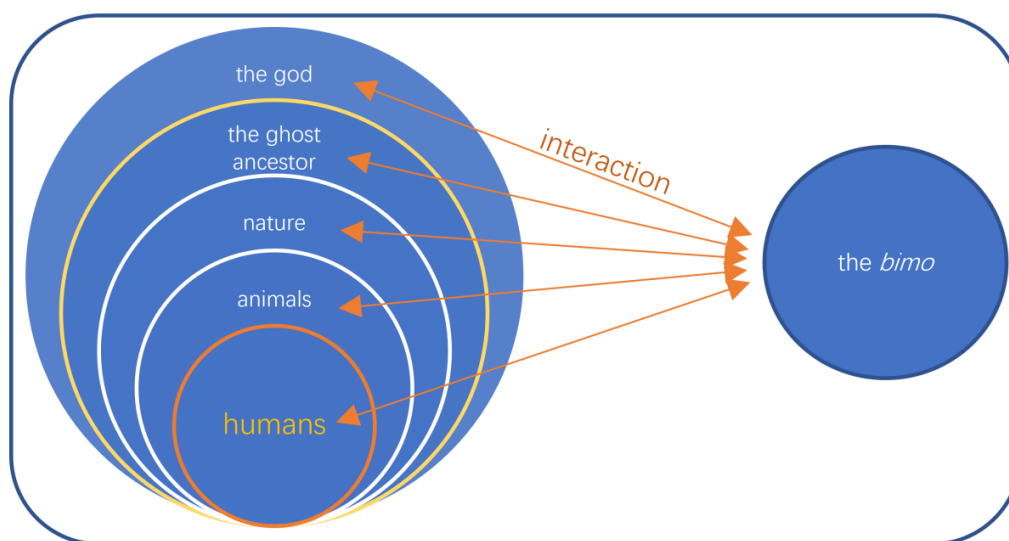 the god
the ghost
ancestor
nature
animals
humans
interaction
the bimo